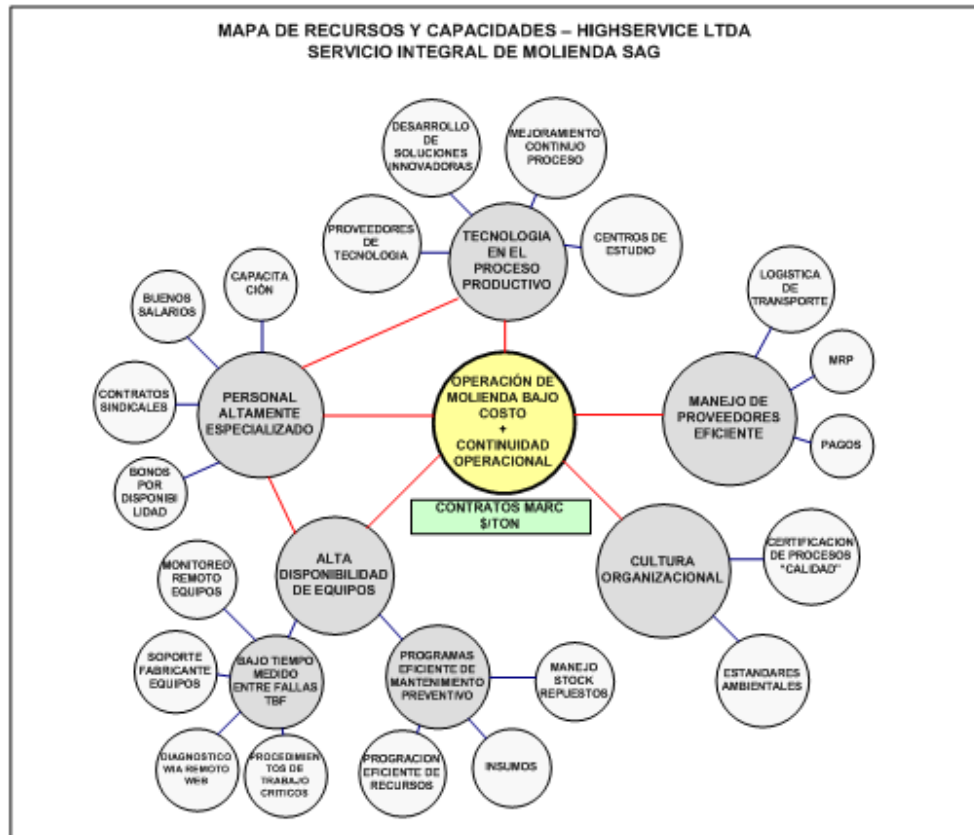 MAPA DE RECURSOS Y CAPACIDADES – HIGHSERVICE LTDA
SERVICIO INTEGRAL DE MOLIENDA SAG
DESARROLLO
DE
SOLUCIONES
INNOVADORAS
MEJORAMIENTO
CONTINUO
PROCESO
PROVEEDORES
DE
TECNOLOGIA
TECNOLOGIA
EN EL
PROCESO
PRODUCTIVO
CENTROS DE
ESTUDIO
CAPACITA
CIÓN
BUENOS
SALARIOS
CONTRATOS
SINDICALES
BONOS
POR
DISPONIBI
LIDAD
PERSONAL
ALTAMENTE
ESPECIALIZADO
OPERACIÓN DE
MOLIENDA BAJO
COSTO
+
CONTINUIDAD
OPERACIONAL
CONTRATOS MARC
$/TON
LOGISTICA
DE
TRANSPORTE
MRP
PAGOS
MANEJO DE
PROVEEDORES
EFICIENTE
CULTURA
ORGANIZACIONAL
CERTIFICACION
DE PROCESOS
"CALIDAD"
ESTANDARES
AMBIENTALES
ALTA
DISPONIBILIDAD
DE EQUIPOS
MONITOREO
REMOTO
EQUIPOS
SOPORTE
FABRICANTE
EQUIPOS
BAJO TIEMPO
MEDIDO
ENTRE FALLAS
TBF
DIAGNOSTICO
WIA REMOTO
WEB
PROCEDIMIEN
TOS DE
TRABAJO
CRITICOS
PROGRAMAS
EFICIENTE DE
MANTENIMIENTO
PREVENTIVO
MANEJO
STOCK
REPUESTOS
PROGRACION
EFICIENTE DE
RECURSOS
INSUMOS